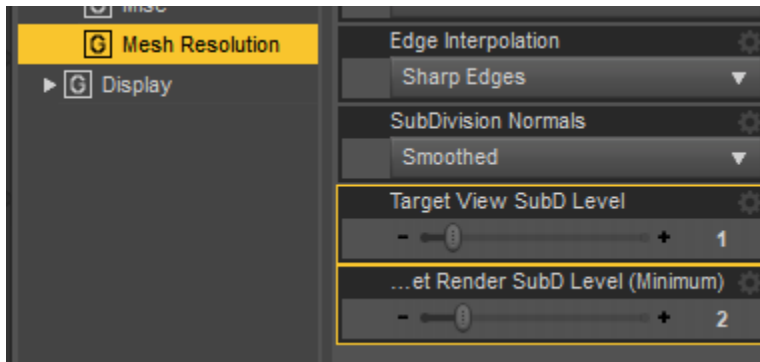 Misc
G Mesh Resolution
G Display
Edge Interpolation
Sharp Edges
SubDivision Normals
Smoothed
Target View SubD Level
- + 1
...et Render SubD Level (Minimum)
- + 2